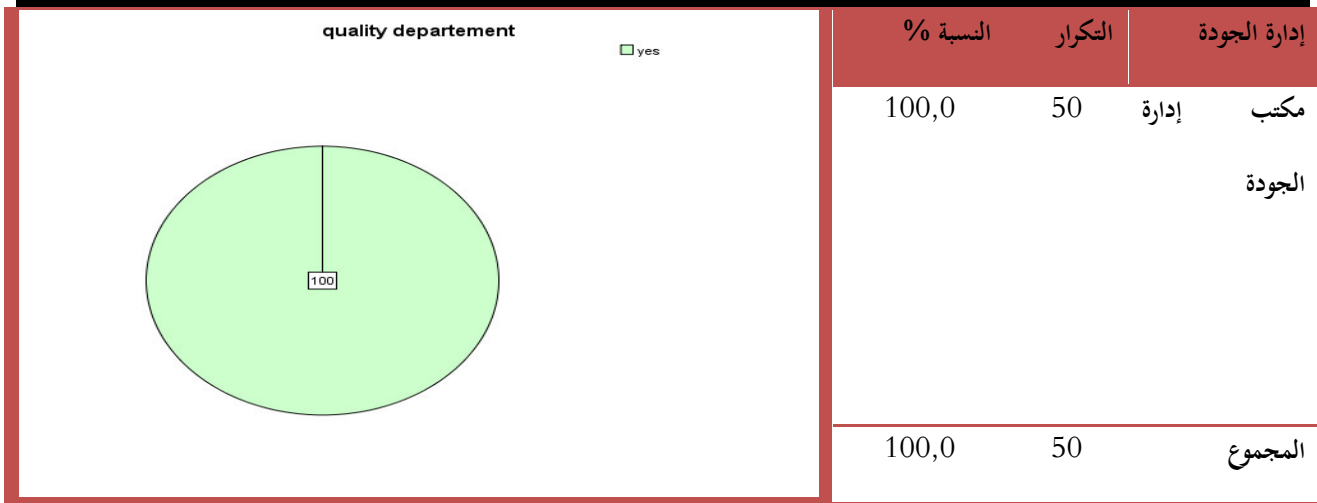 quality departement
yes
100
إدارة الجودة التكرار النسبة %
مكتب إدارة 50 100,0
الجودة
المجموع 50 100,0